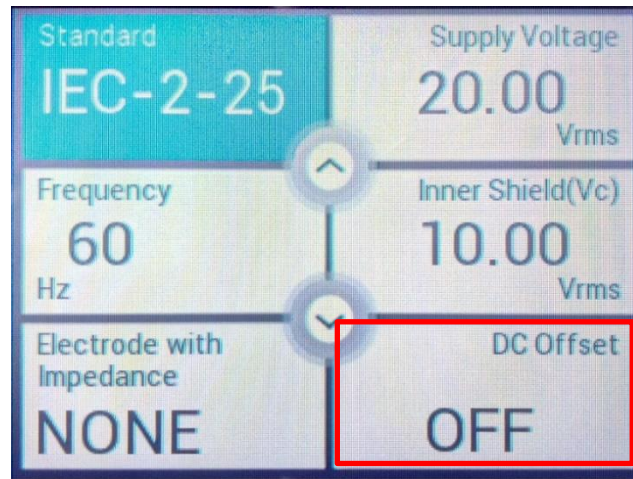 Standard
IEC-2-25
Supply Voltage
20.00
Vrms
Frequency
60
Hz
Inner Shield(Vc)
10.00
Vrms
Electrode with
Impedance
NONE
DC Offset
OFF